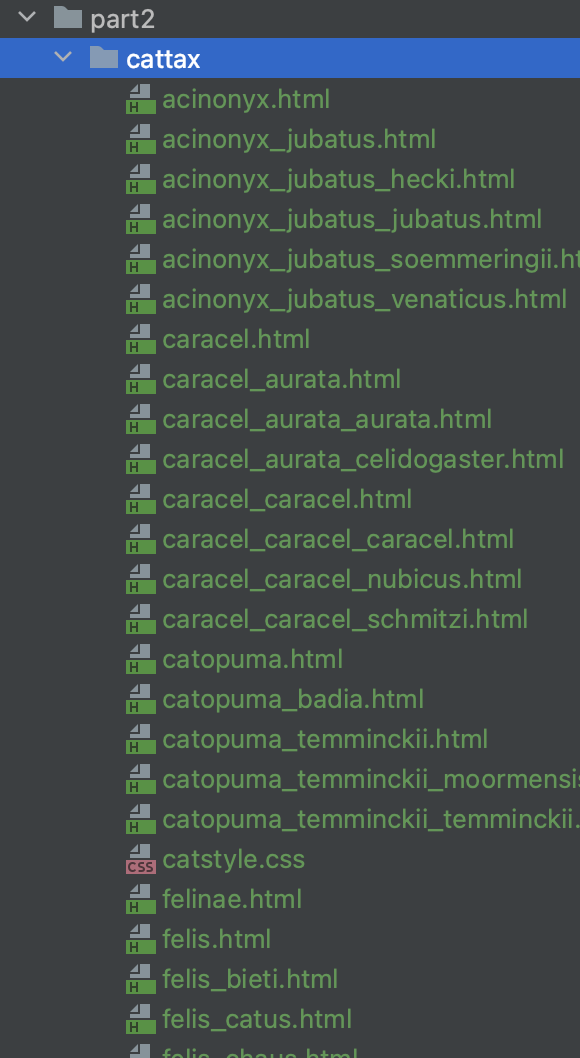 part2
cattax
acinonyx.html
acinonyx_jubatus.html
acinonyx_jubatus_hecki.html
acinonyx_jubatus_jubatus.html
acinonyx_jubatus_soemmeringii.ht
acinonyx_jubatus_venaticus.html
caracel.html
caracel_aurata.html
caracel_aurata_aurata.html
caracel_aurata_celidogaster.html
caracel_caracel.html
caracel_caracel_caracel.html
caracel_caracel_nubicus.html
caracel_caracel_schmitzi.html
catopuma.html
catopuma_badia.html
catopuma_temminckii.html
catopuma_temminckii_moormensis
catopuma_temminckii_temminckii.
catstyle.css
felinae.html
felis.html
felis_bieti.html
felis_catus.html
felis_chaus.html